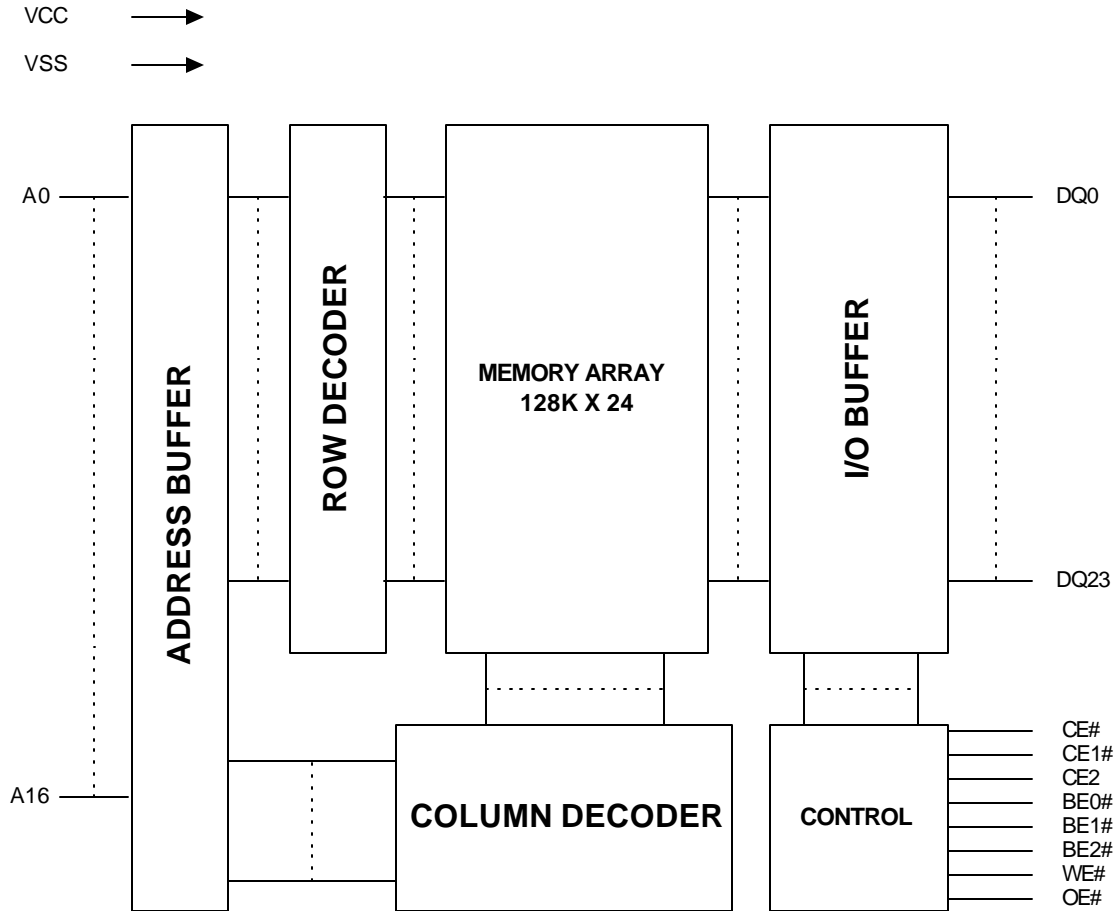 VCC
VSS
A0
A16
ADDRESS BUFFER
ROW DECODER
MEMORY ARRAY
128K X 24
I/O BUFFER
DQ0
DQ23
COLUMN DECODER
CONTROL
CE#
CE1#
CE2
BE0#
BE1#
BE2#
WE#
OE#